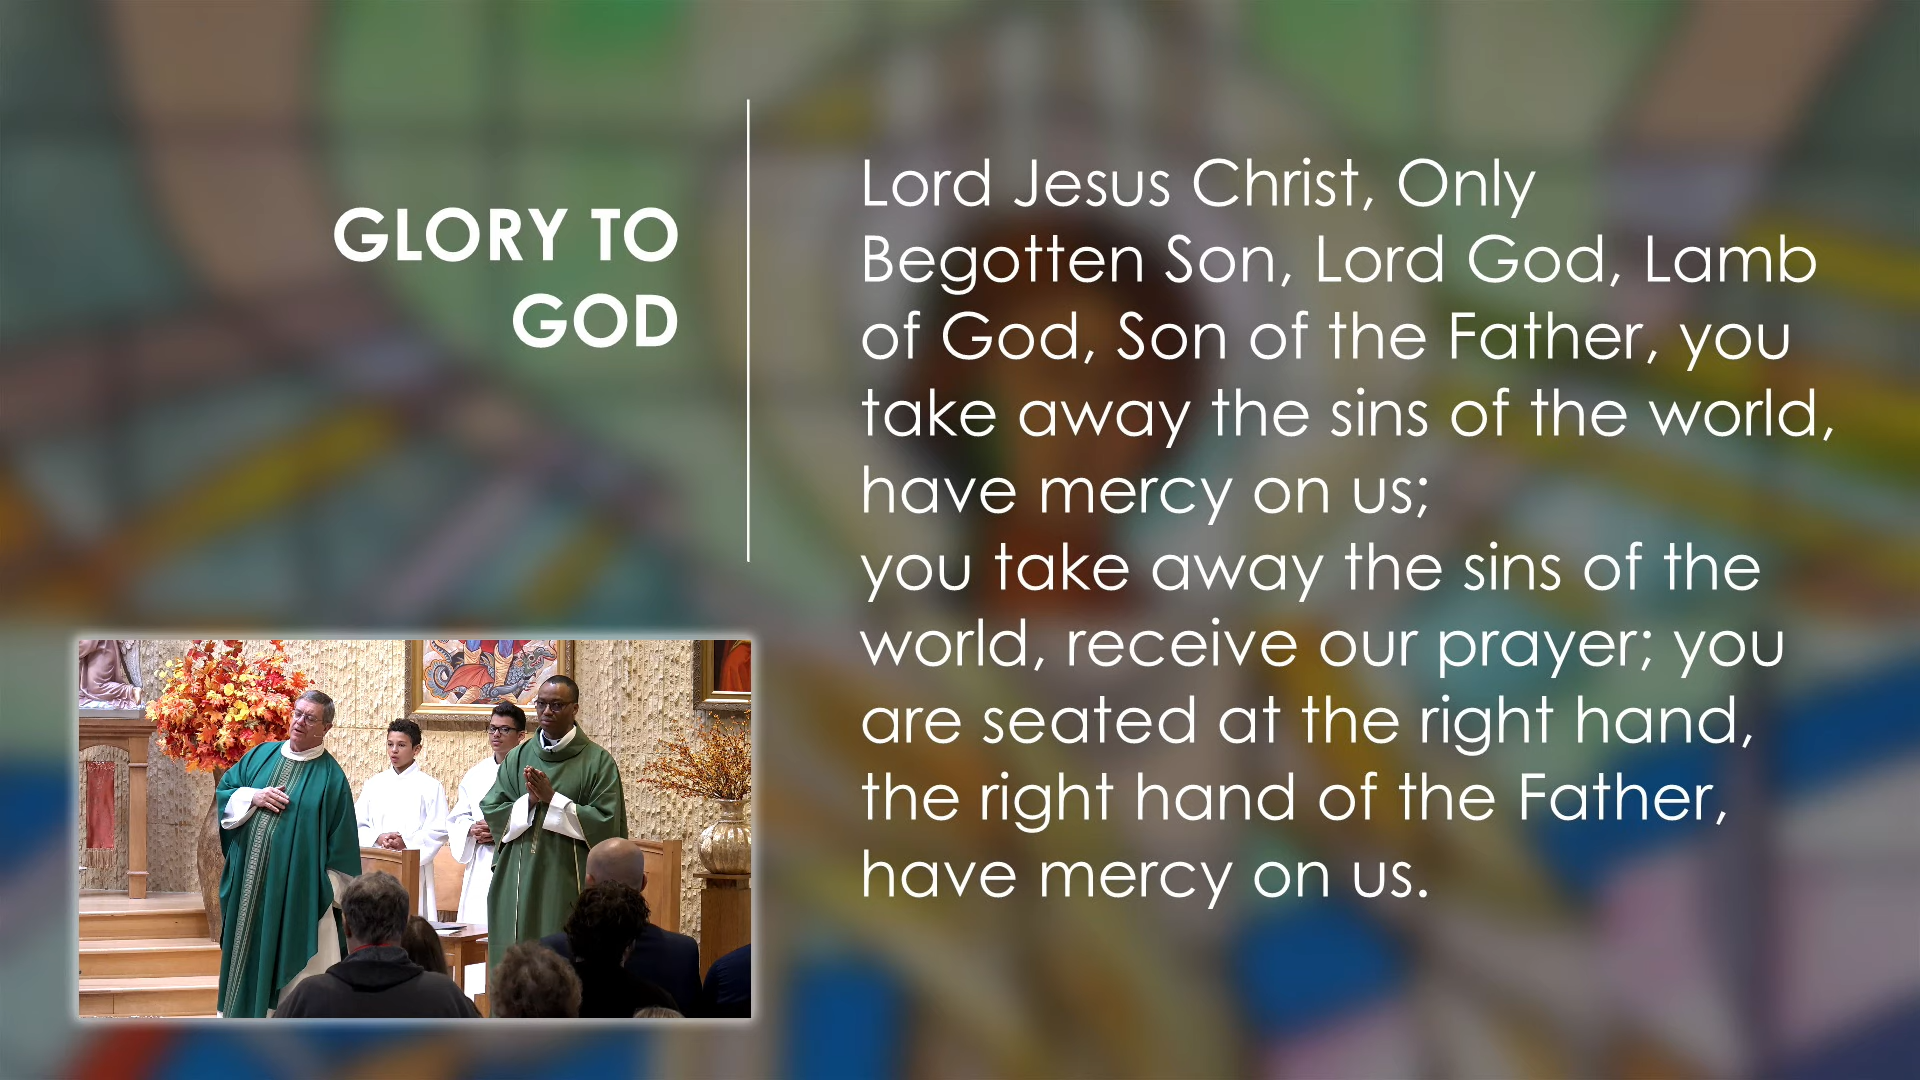 GLORY TO
GOD
Lord Jesus Christ, Only
Begotten Son, Lord God, Lamb
of God, Son of the Father, you
take away the sins of the world,
have mercy on us;
you take away the sins of the
world, receive our prayer; you
are seated at the right hand,
the right hand of the Father,
have mercy on us.